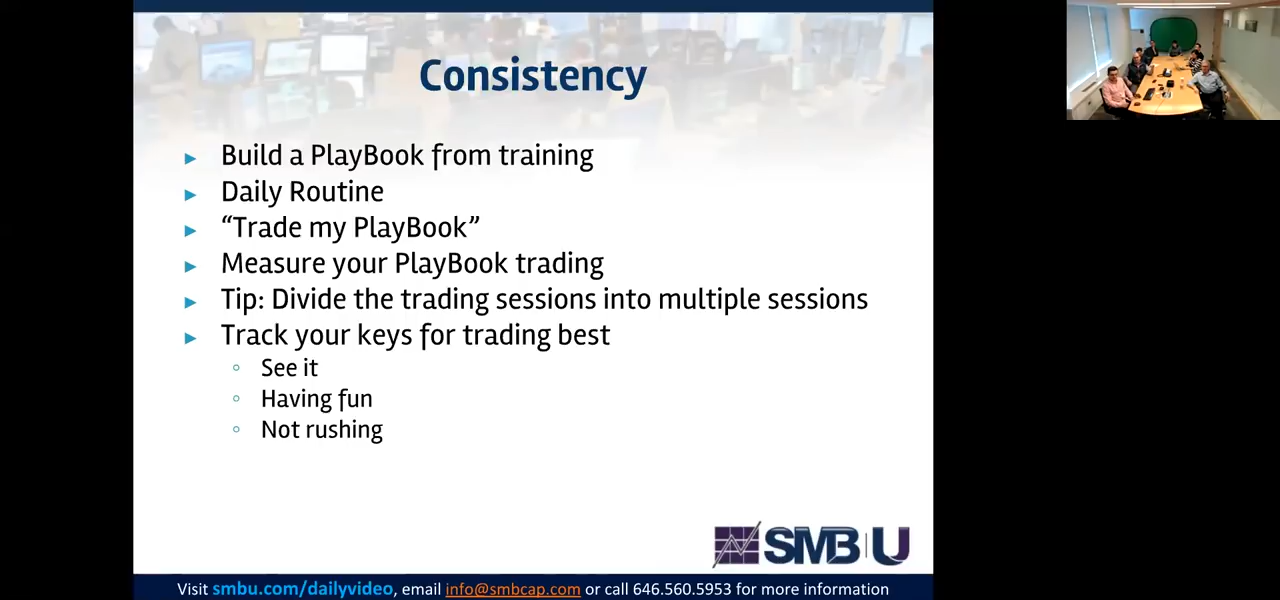 Consistency
Build a PlayBook from training
Daily Routine
“Trade my PlayBook”
Measure your PlayBook trading
Tip: Divide the trading sessions into multiple sessions
Track your keys for trading best
See it
Having fun
Not rushing
SMB U
Visit smbu.com/dailyvideo, email info@smbcap.com or call 646.560.5953 for more information